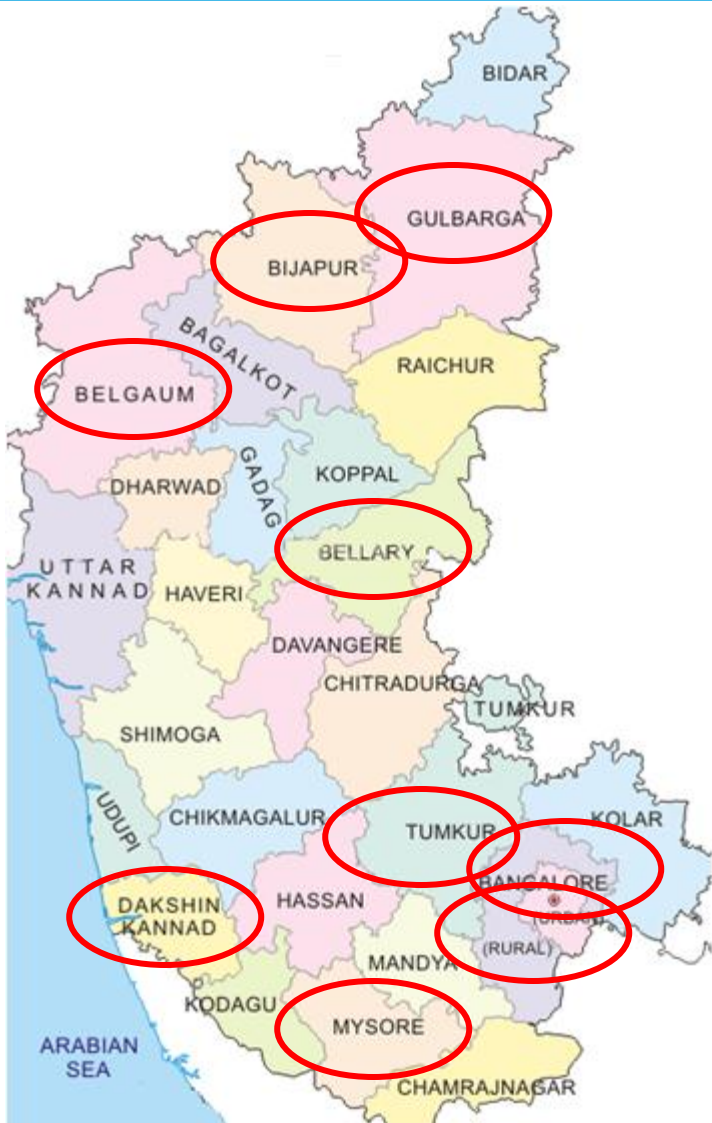 BIDAR
GULBARGA
BIJAPUR
BAGALKOT
RAICHUR
BELGAUM
GADAG
KOPPAL
DHARWAD
BELLARY
UTTAR
KANNAD
HAVERI
DAVANGERE
CHITRADURGA
TUMKUR
SHIMOGA
UDUPI
CHIKMAGALUR
TUMKUR
KOLAR
BANGALORE
HASSAN
DAKSHIN
KANNAD
(URBAN)
(RURAL)
MANDYA
KODAGU
MYSORE
ARABIAN
SEA
CHAMRAJNAGAR